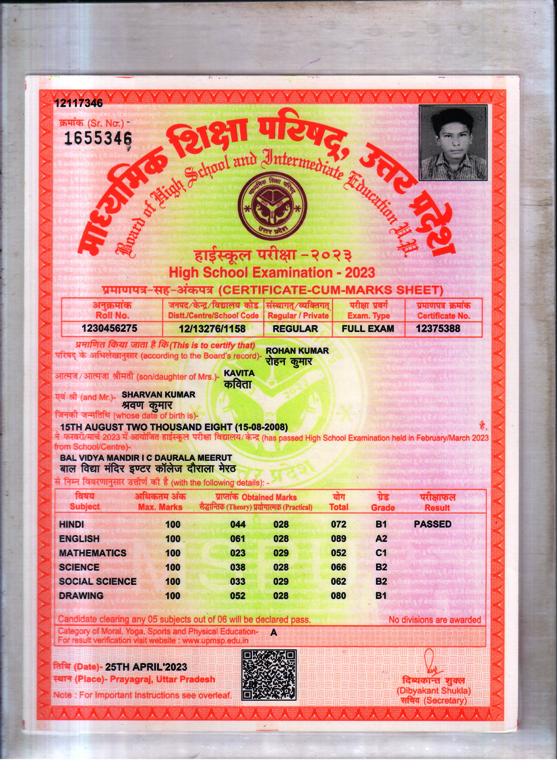 12117346
क्रमांक (Sr. No.) -
1655346
माध्यमिक शिक्षा परिषद, उत्तर प्रदेश
Board of High School and Intermediate Education U.P.
हाईस्कूल परीक्षा - २०२३
High School Examination - 2023
प्रमाणपत्र-सह-अंकपत्र (CERTIFICATE-CUM-MARKS SHEET)
अनुक्रमांक जनपद/केन्द्र/विद्यालय कोड संस्थागत/व्यक्तिगत परीक्षा प्रवर्ग प्रमाणपत्र क्रमांक
Roll No. Distt./Centre/School Code Regular / Private Exam. Type Certificate No.
1230456275 12/13276/1158 REGULAR FULL EXAM 12375388
प्रमाणित किया जाता है कि (This is to certify that)
परिषद के अभिलेखानुसार (according to the Board's record)- ROHAN KUMAR
रोहन कुमार
आत्मज / आत्मजा श्रीमती (son/daughter of Mrs.)- KAVITA
कविता
एवं श्री (and Mr.)- SHARVAN KUMAR
श्रवण कुमार
जिनकी जन्मतिथि (whose date of birth is)-
15TH AUGUST TWO THOUSAND EIGHT (15-08-2008) है,
ने फरवरी/मार्च 2023 में आयोजित हाईस्कूल परीक्षा विद्यालय/केन्द्र (has passed High School Examination held in February/March 2023
from School/Centre)-
BAL VIDYA MANDIR I C DAURALA MEERUT
बाल विद्या मंदिर इण्टर कॉलेज दौराला मेरठ
से निम्न विवरणानुसार उत्तीर्ण की है (with the following details): -
विषय अधिकतम अंक प्राप्तांक Obtained Marks योग ग्रेड परीक्षाफल
Subject Max. Marks सैद्धान्तिक (Theory) प्रयोगात्मक (Practical) Total Grade Result
HINDI 100 044 028 072 B1 PASSED
ENGLISH 100 061 028 089 A2
MATHEMATICS 100 023 029 052 C1
SCIENCE 100 038 028 066 B2
SOCIAL SCIENCE 100 033 029 062 B2
DRAWING 100 052 028 080 B1
Candidate clearing any 05 subjects out of 06 will be declared pass. No divisions are awarded
Category of Moral, Yoga, Sports and Physical Education- A
For result verification visit website : www.upmsp.edu.in
तिथि (Date)- 25TH APRIL'2023
स्थान (Place)- Prayagraj, Uttar Pradesh
Note : For Important Instructions see overleaf.
दिब्यकान्त शुक्ल
(Dibyakant Shukla)
सचिव (Secretary)